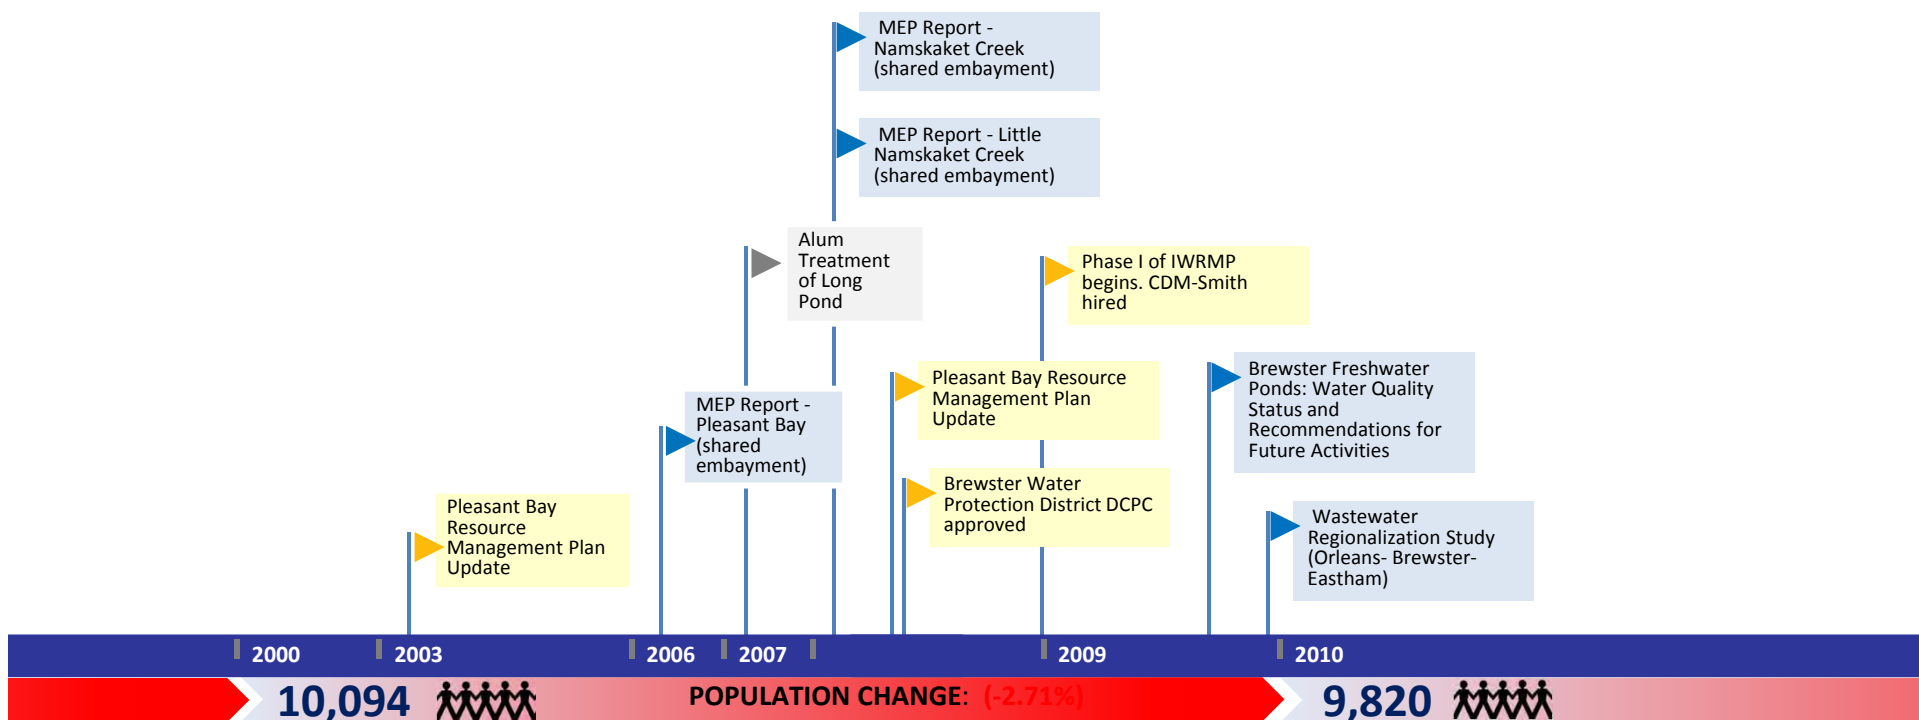 MEP Report -
Namskaket Creek
(shared embayment)
MEP Report - Little
Namskaket Creek
(shared embayment)
Alum
Treatment
of Long
Pond
Phase I of IWRMP
begins. CDM-Smith
hired
MEP Report -
Pleasant Bay
(shared
embayment)
Pleasant Bay Resource
Management Plan
Update
Brewster Freshwater
Ponds: Water Quality
Status and
Recommendations for
Future Activities
Brewster Water
Protection District DCPC
approved
Pleasant Bay
Resource
Management Plan
Update
Wastewater
Regionalization Study
(Orleans- Brewster-
Eastham)
2000
2003
2006
2007
2009
2010
10,094
POPULATION CHANGE: (-2.71%)
9,820